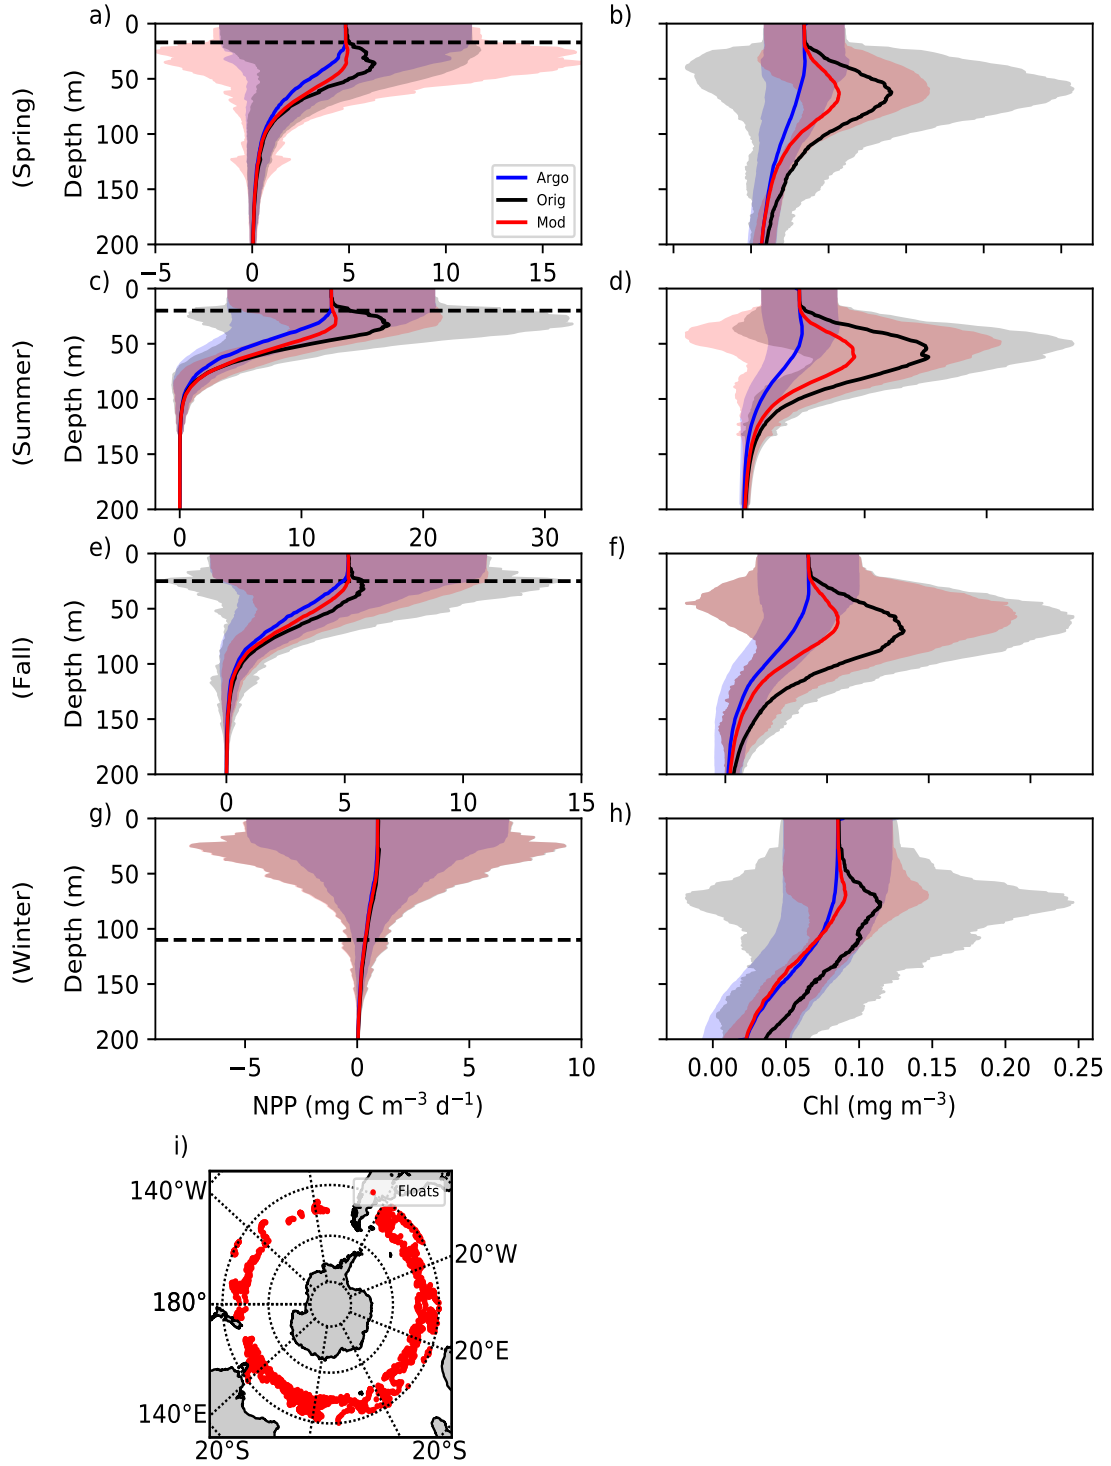 a)
b)
0
50
100
150
200
Depth (m)
(Spring)
Argo
Orig
Mod
−5
0
5
10
15
c)
d)
0
50
100
150
200
Depth (m)
(Summer)
0
10
20
30
e)
f)
0
50
100
150
200
Depth (m)
(Fall)
0
5
10
15
g)
h)
0
50
100
150
200
Depth (m)
(Winter)
−5
0
5
10
NPP (mg C m⁻³ d⁻¹)
0.00
0.05
0.10
0.15
0.20
0.25
Chl (mg m⁻³)
i)
Floats
140°W
20°W
180°
20°E
140°E
20°S
20°S